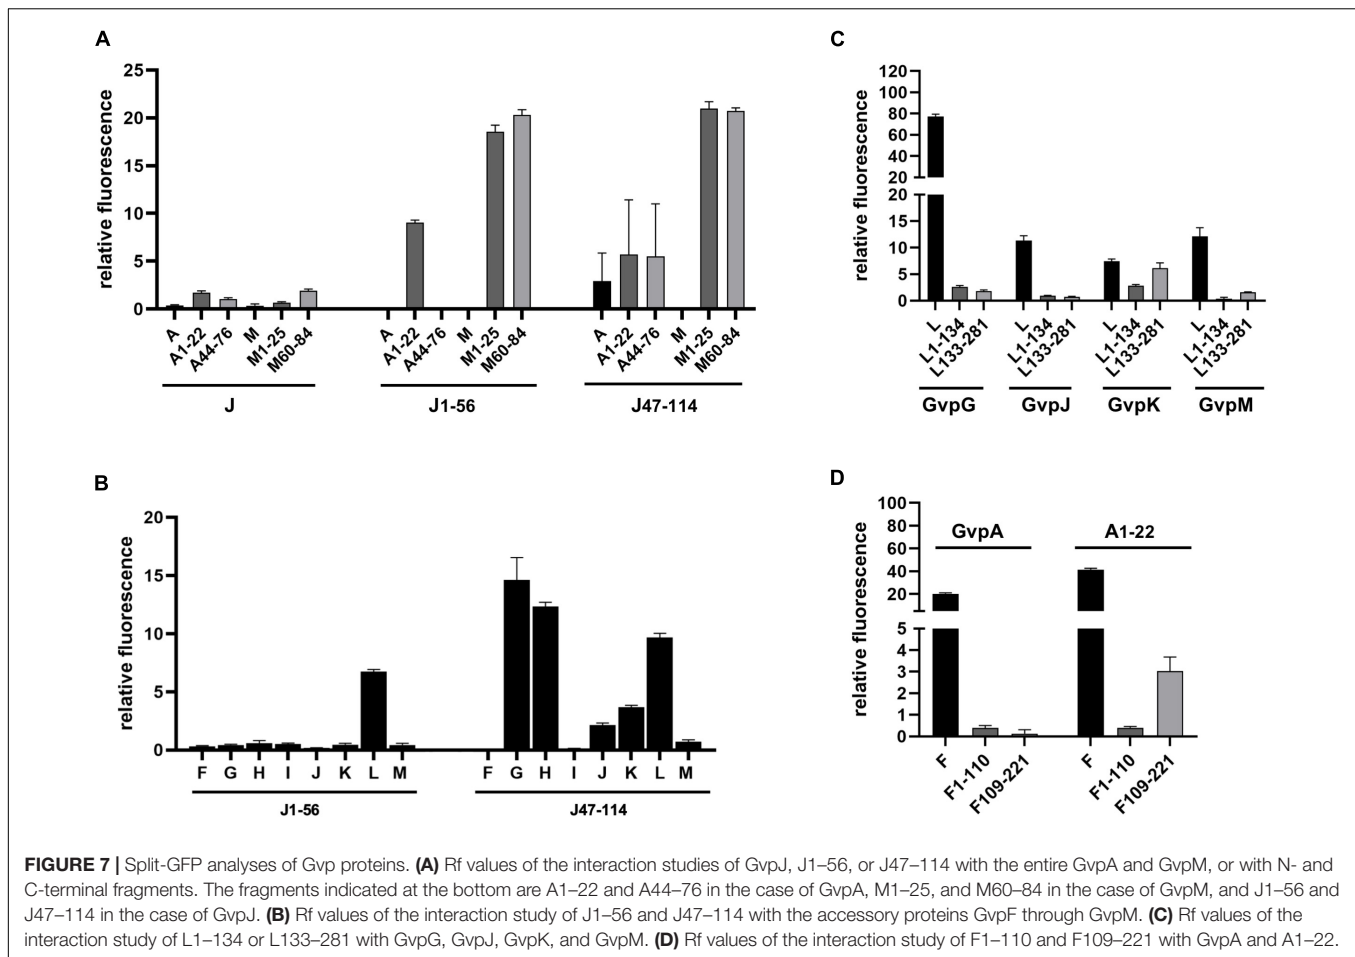 A
relative fluorescence
25
20
15
10
5
0
A
A1-22
A44-76
M
M1-25
M60-84
J
A
A1-22
A44-76
M
M1-25
M60-84
J1-56
A
A1-22
A44-76
M
M1-25
M60-84
J47-114
B
relative fluorescence
20
15
10
5
0
F G H I J K L M
J1-56
F G H I J K L M
J47-114
C
relative fluorescence
120
100
80
60
40
20
20
15
10
5
0
L
L1-134
L133-281
GvpG
L
L1-134
L133-281
GvpJ
L
L1-134
L133-281
GvpK
L
L1-134
L133-281
GvpM
D
relative fluorescence
100
80
60
40
20
5
4
3
2
1
0
GvpA
A1-22
F
F1-110
F109-221
F
F1-110
F109-221
FIGURE 7 | Split-GFP analyses of Gvp proteins. (A) Rf values of the interaction studies of GvpJ, J1–56, or J47–114 with the entire GvpA and GvpM, or with N- and
C-terminal fragments. The fragments indicated at the bottom are A1–22 and A44–76 in the case of GvpA, M1–25, and M60–84 in the case of GvpM, and J1–56 and
J47–114 in the case of GvpJ. (B) Rf values of the interaction study of J1–56 and J47–114 with the accessory proteins GvpF through GvpM. (C) Rf values of the
interaction study of L1–134 or L133–281 with GvpG, GvpJ, GvpK, and GvpM. (D) Rf values of the interaction study of F1–110 and F109–221 with GvpA and A1–22.